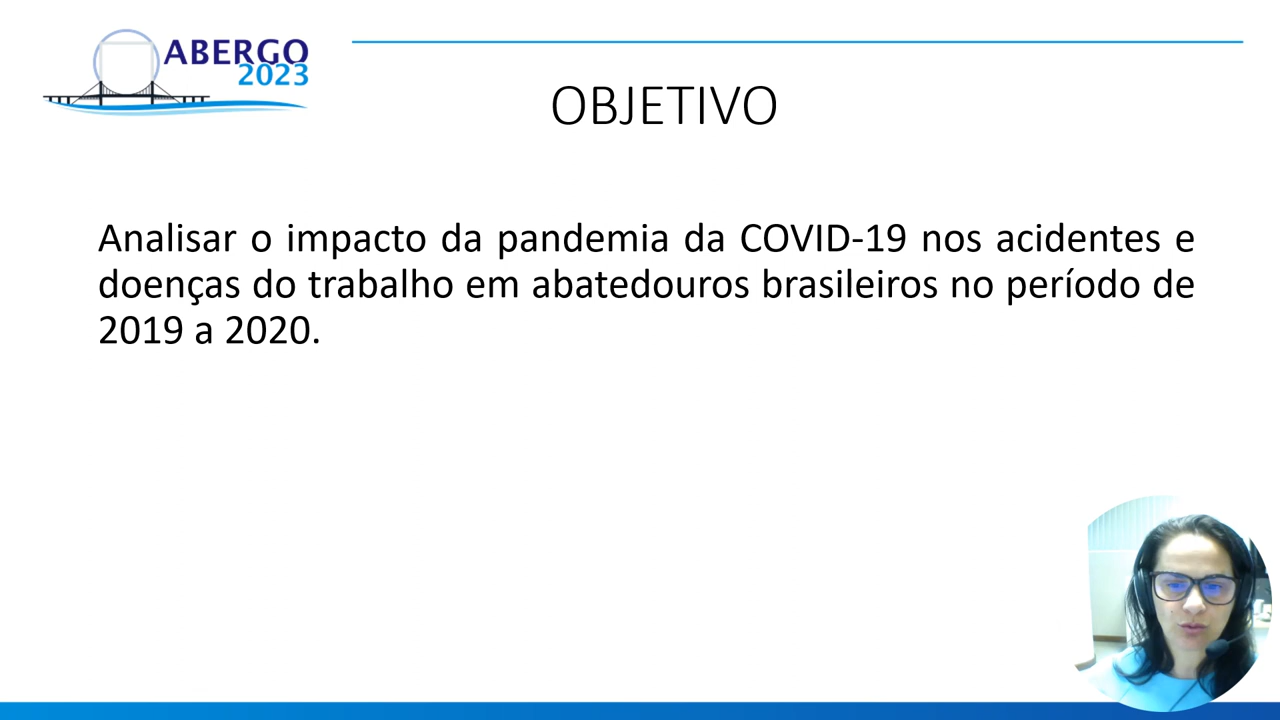 ABERGO
2023
OBJETIVO
Analisar o impacto da pandemia da COVID-19 nos acidentes e
doenças do trabalho em abatedouros brasileiros no período de
2019 a 2020.